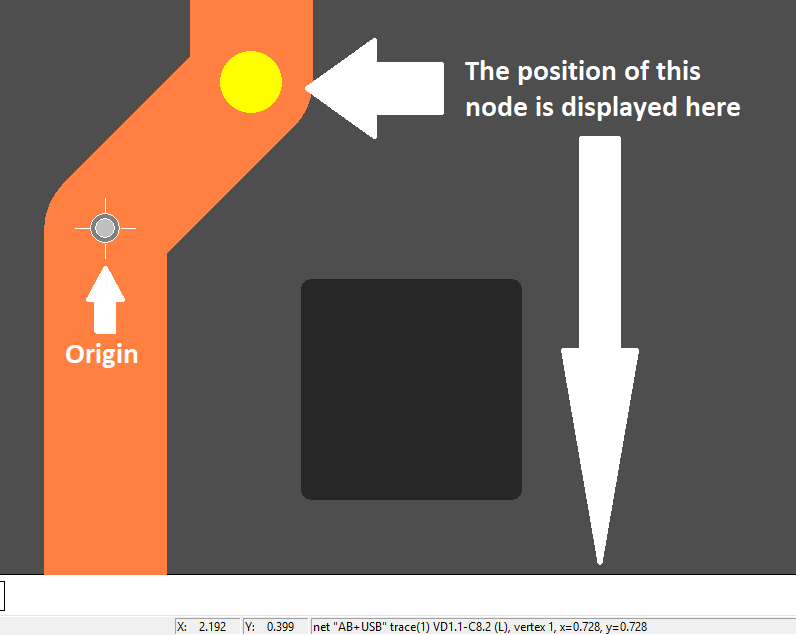 The position of this
node is displayed here
Origin
X: 2.192 Y: 0.399 net "AB+USB" trace(1) VD1.1-C8.2 (L), vertex 1, x=0.728, y=0.728